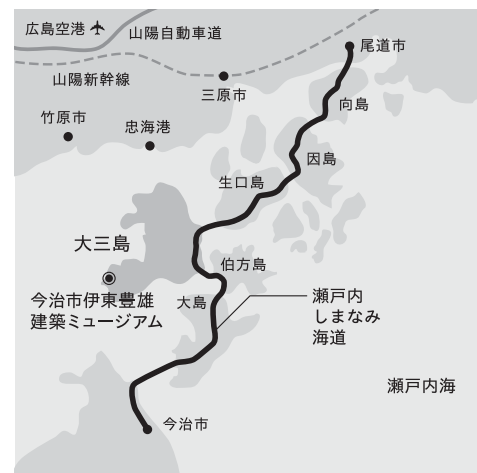 広島空港
山陽自動車道
尾道市
山陽新幹線
三原市
向島
竹原市
忠海港
因島
生口島
大三島
伯方島
今治市伊東豊雄
建築ミュージアム
大島
瀬戸内
しまなみ
海道
瀬戸内海
今治市